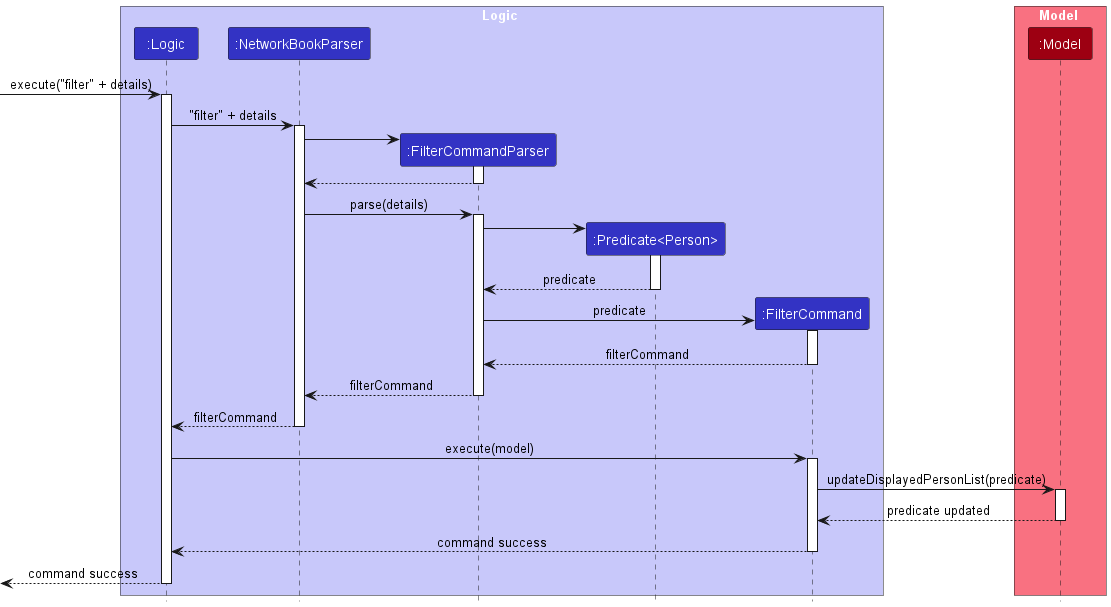 Logic
Model
:Logic
:NetworkBookParser
:Model
execute("filter" + details)
"filter" + details
:FilterCommandParser
parse(details)
:Predicate<Person>
predicate
predicate
:FilterCommand
filterCommand
filterCommand
filterCommand
execute(model)
updateDisplayedPersonList(predicate)
predicate updated
command success
command success